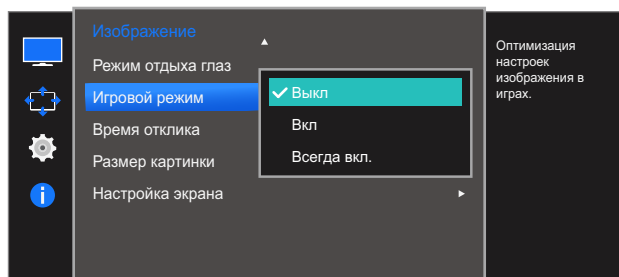 Изображение
Режим отдыха глаз
Игровой режим
Время отклика
Размер картинки
Настройка экрана
Выкл
Вкл
Всегда вкл.
Оптимизация
настроек
изображения в
играх.